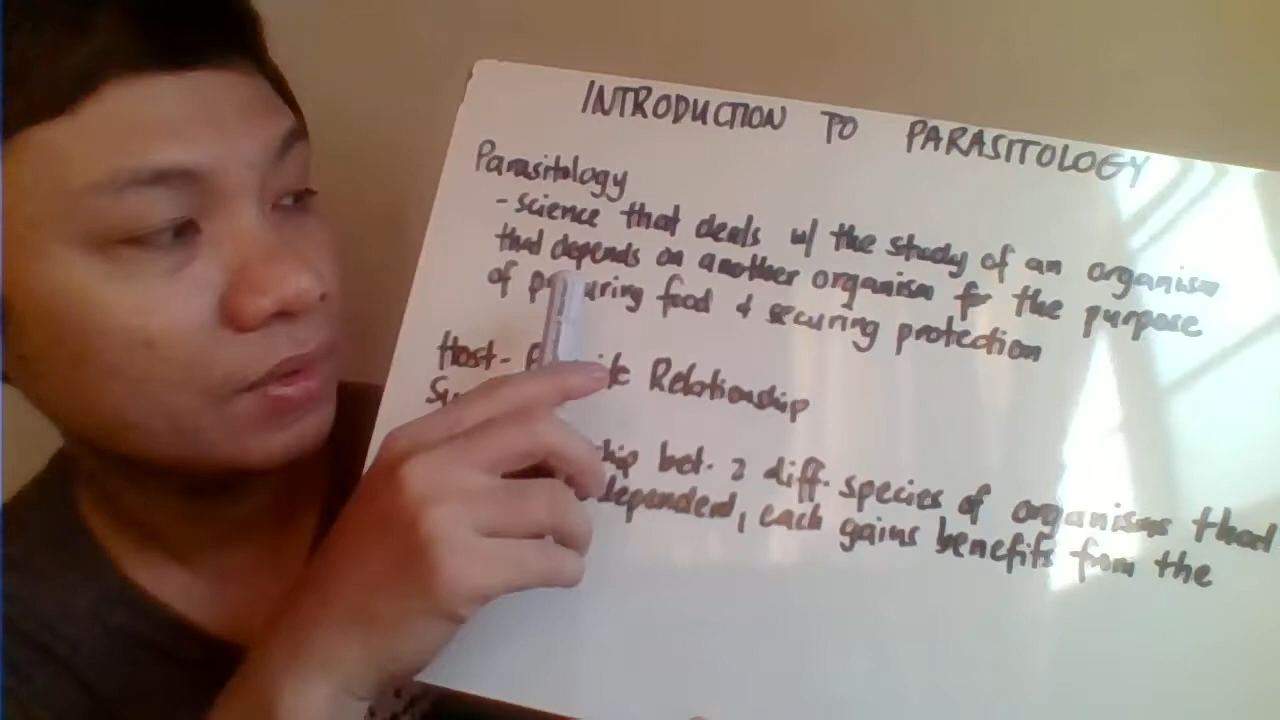 INTRODUCTION TO PARASITOLOGY
Parasitology
- science that deals w/ the study of an organism
that depends on another organism for the purpose
of food & securing protection
Host- Relationship
bet. 2 diff. species of organisms that
dependent, each gains benefits from the